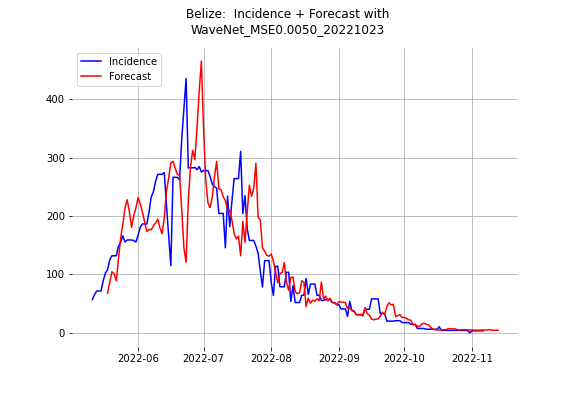 Belize:  Incidence + Forecast with
WaveNet_MSE0.0050_20221023
Incidence
Forecast
400
300
200
100
0
2022-06 2022-07 2022-08 2022-09 2022-10 2022-11